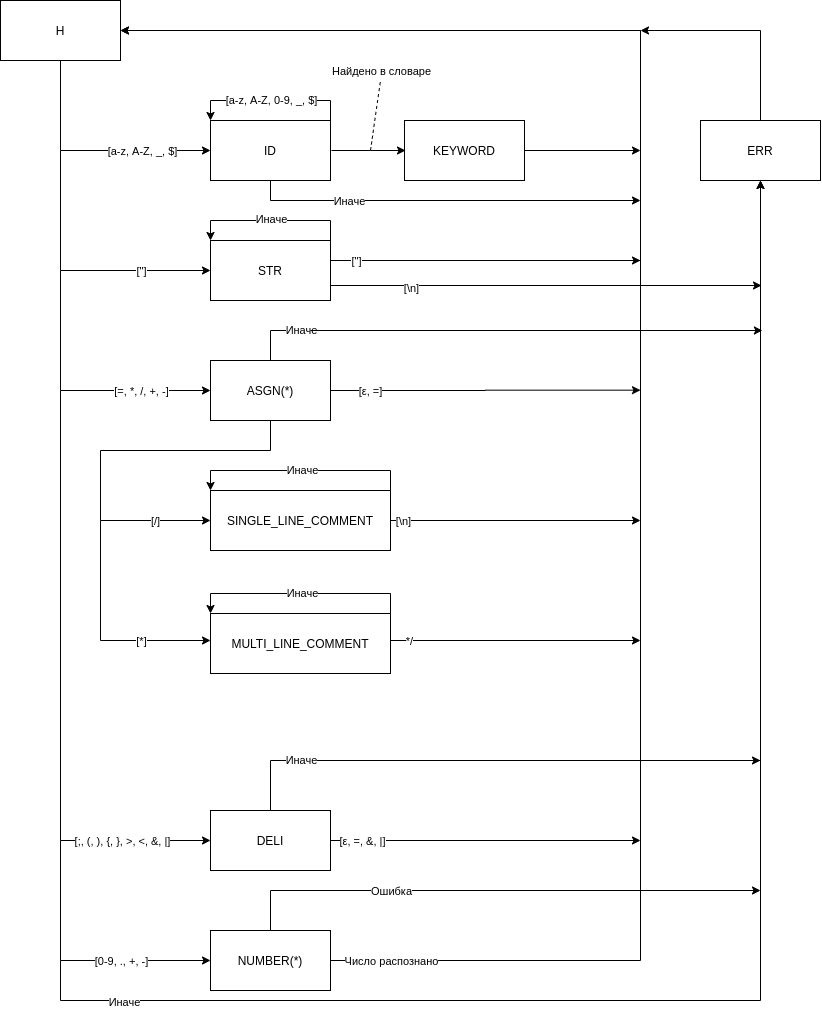 H
Найдено в словаре
[a-z, A-Z, 0-9, _, $]
[a-z, A-Z, _, $]
ID
KEYWORD
ERR
Иначе
Иначе
["]
STR
["]
[\n]
Иначе
[=, *, /, +, -]
ASGN(*)
[ε, =]
Иначе
[/]
SINGLE_LINE_COMMENT
[\n]
Иначе
[*]
MULTI_LINE_COMMENT
*/
Иначе
[;, (, ), {, }, >, <, &, |]
DELI
[ε, =, &, |]
Ошибка
[0-9, ., +, -]
NUMBER(*)
Число распознано
Иначе